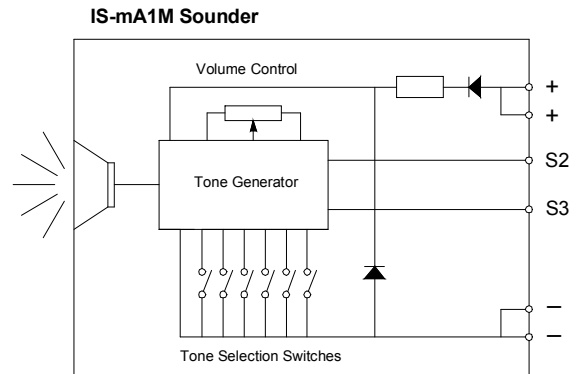 IS-mA1M Sounder
Volume Control
+
+
S2
Tone Generator
S3
−
−
Tone Selection Switches